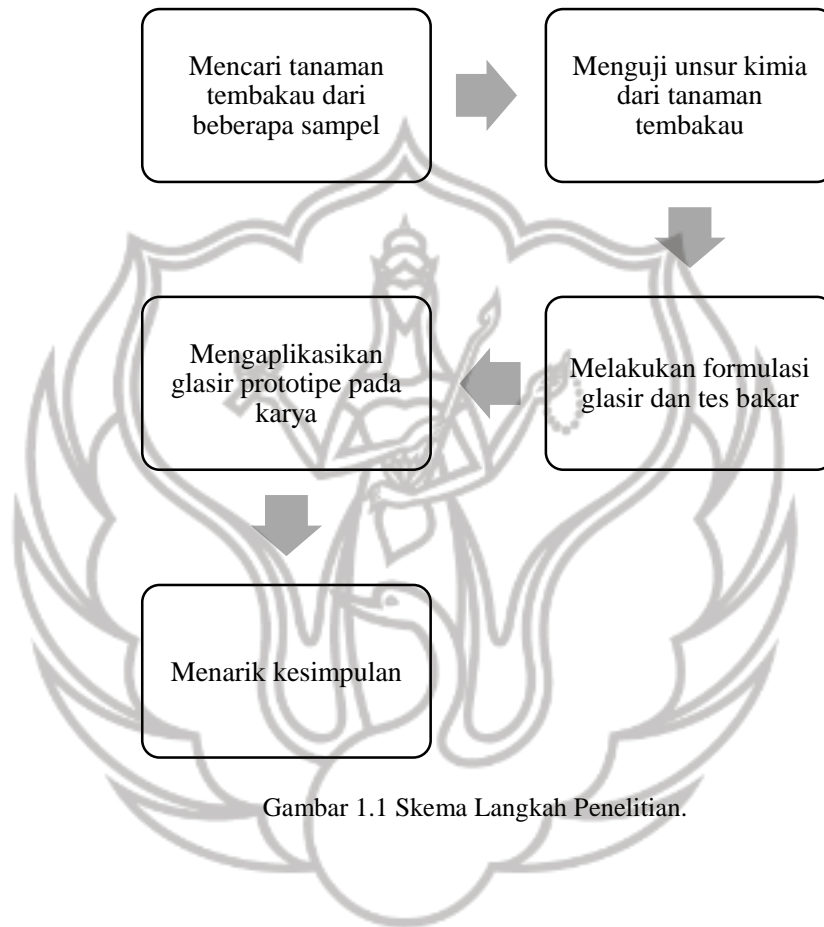 Mencari tanaman
tembakau dari
beberapa sampel
Menguji unsur kimia
dari tanaman
tembakau
Melakukan formulasi
glasir dan tes bakar
Mengaplikasikan
glasir prototipe pada
karya
Menarik kesimpulan
Gambar 1.1 Skema Langkah Penelitian.